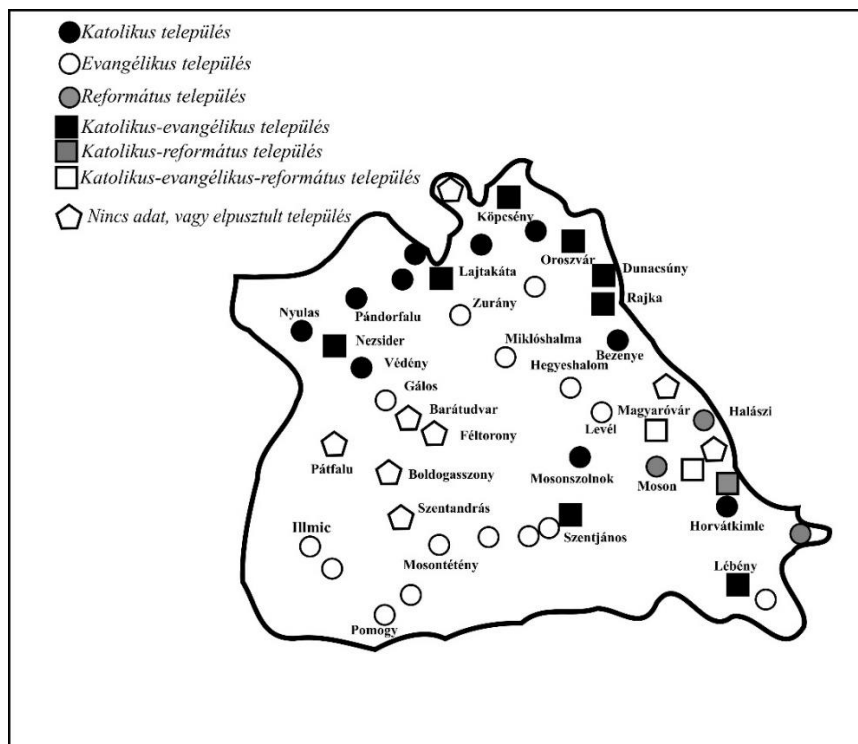 Katolikus település
Evangélikus település
Református település
Katolikus-evangélikus település
Katolikus-református település
Katolikus-evangélikus-református település
Nincs adat, vagy elpusztult település
Köpcsény
Oroszvár
Lajtakáta
Dunacsúny
Rajka
Zurány
Nyulas
Pándorfalu
Nezsider
Miklóshalma
Bezenye
Védény
Hegyeshalom
Gálos
Barátudvar
Levél
Magyaróvár
Halászi
Féltorony
Pátfalu
Boldogasszony
Mosonszolnok
Moson
Szentandrás
Horvátkimle
Illmic
Szentjános
Mosontétény
Lébény
Pomogy